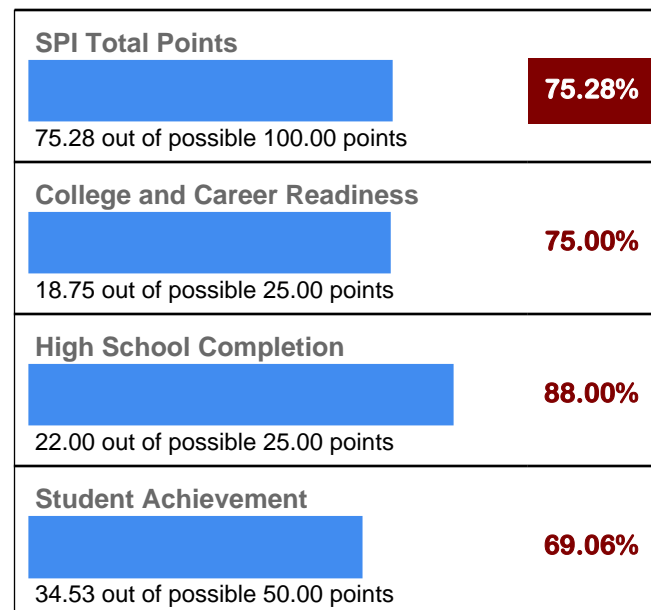 SPI Total Points
75.28%
75.28 out of possible 100.00 points
College and Career Readiness
75.00%
18.75 out of possible 25.00 points
High School Completion
88.00%
22.00 out of possible 25.00 points
Student Achievement
69.06%
34.53 out of possible 50.00 points